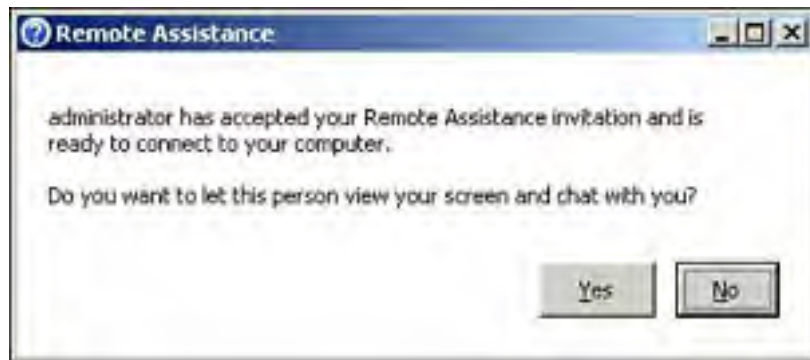 Remote Assistance
administrator has accepted your Remote Assistance invitation and is
ready to connect to your computer.
Do you want to let this person view your screen and chat with you?
Yes
No